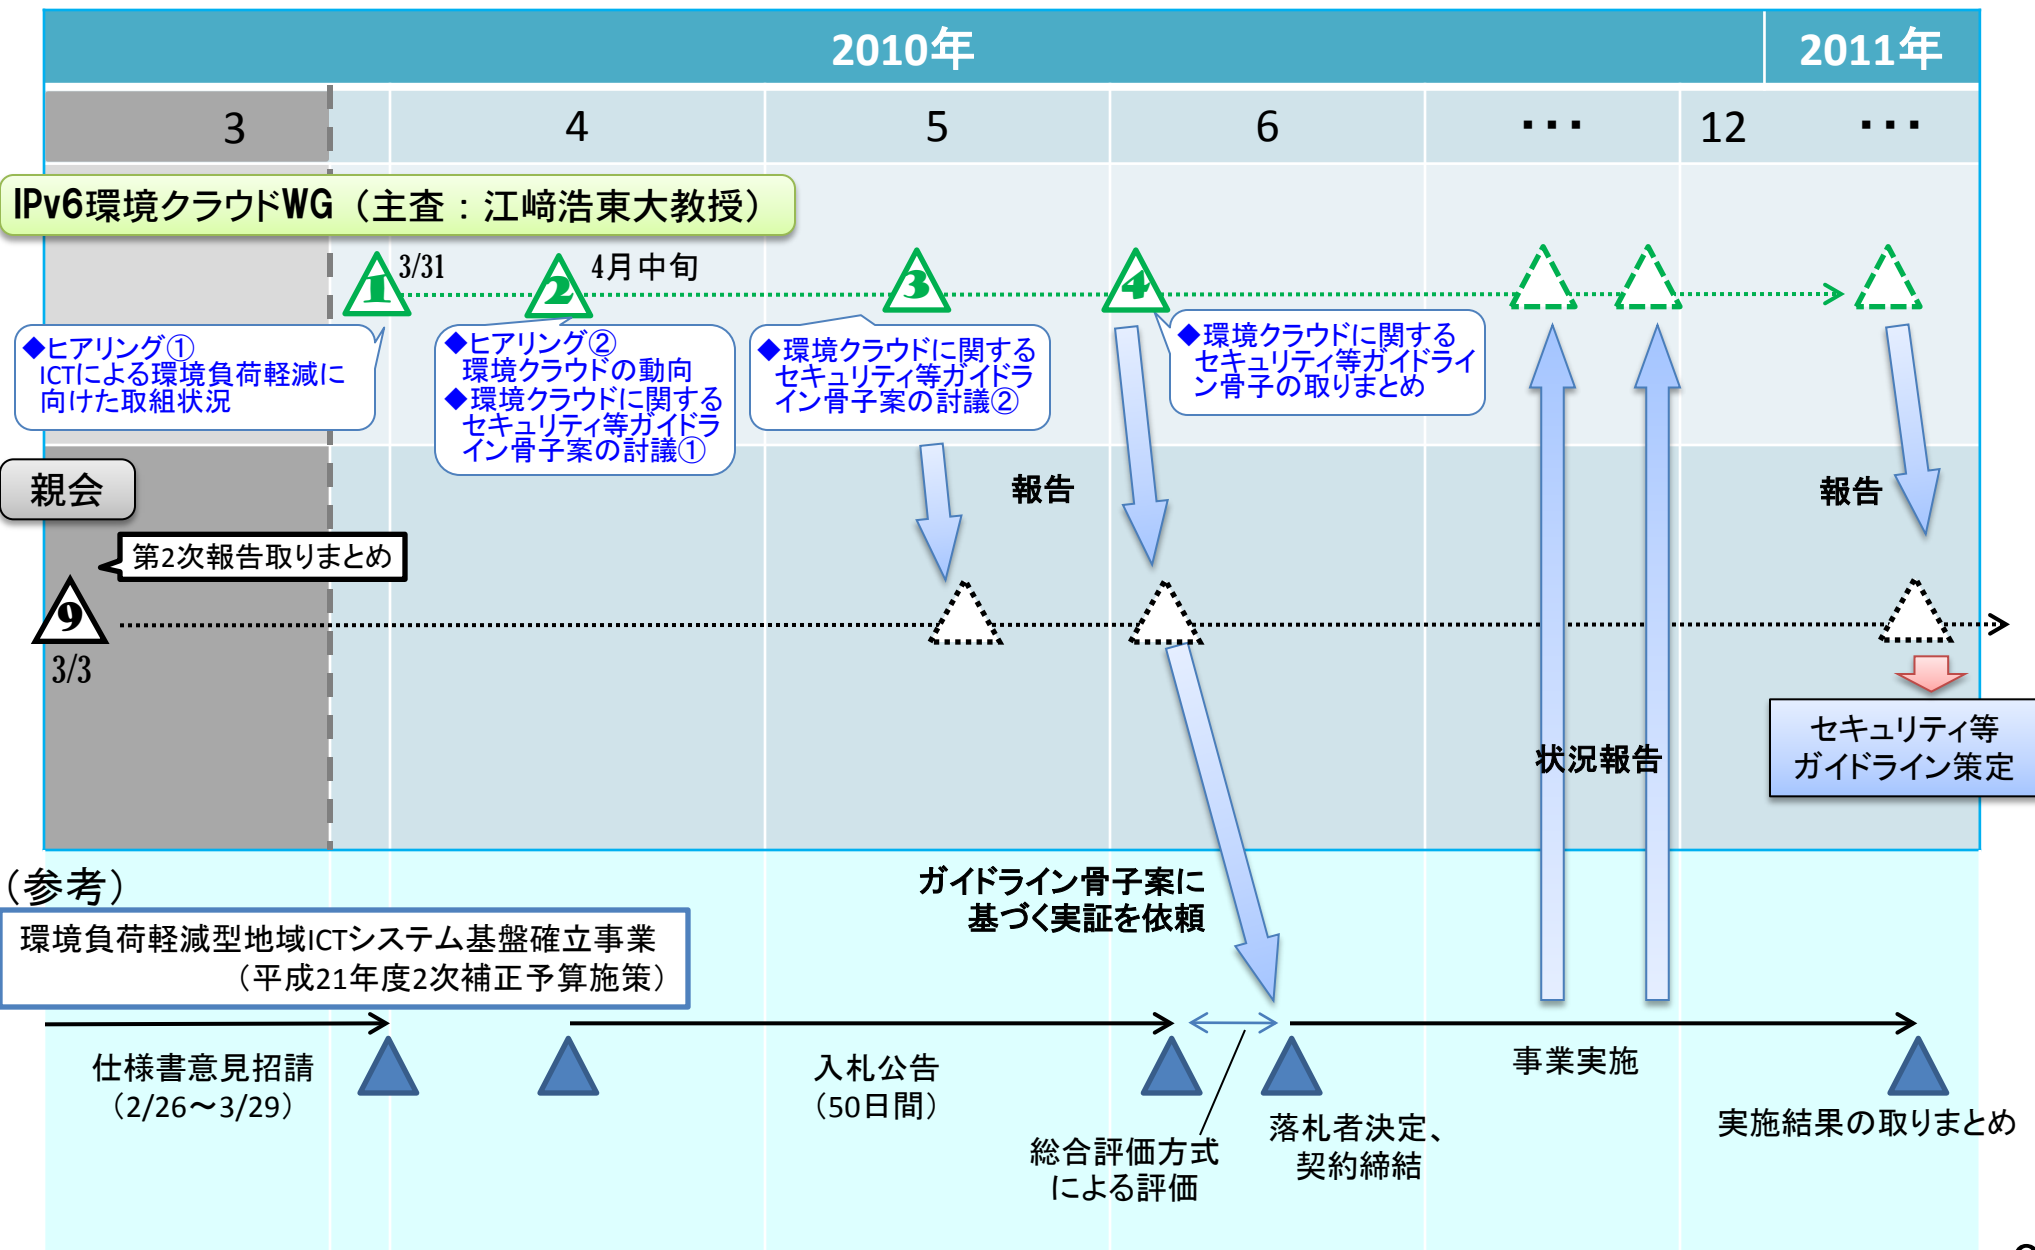 2010年
2011年
3
4
5
6
・・・
12
・・・
IPv6環境クラウドWG（主査：江﨑浩東大教授）
1
3/31
2
4月中旬
3
4
◆ヒアリング①
ICTによる環境負荷軽減に
向けた取組状況
◆ヒアリング②
環境クラウドの動向
◆環境クラウドに関する
セキュリティ等ガイドラ
イン骨子案の討議①
◆環境クラウドに関する
セキュリティ等ガイドラ
イン骨子案の討議②
◆環境クラウドに関する
セキュリティ等ガイドライ
ン骨子の取りまとめ
親会
報告
報告
第2次報告取りまとめ
9
3/3
状況報告
セキュリティ等
ガイドライン策定
（参考）
ガイドライン骨子案に
基づく実証を依頼
環境負荷軽減型地域ICTシステム基盤確立事業
（平成21年度2次補正予算施策）
仕様書意見招請
（2/26～3/29）
入札公告
（50日間）
総合評価方式
による評価
落札者決定、
契約締結
事業実施
実施結果の取りまとめ